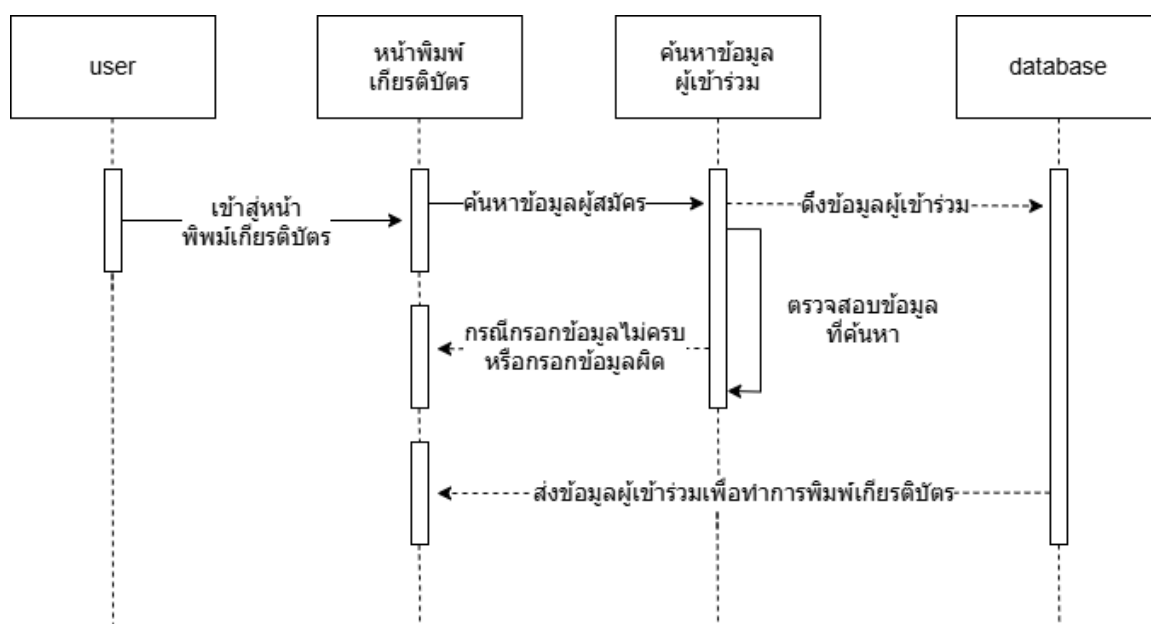 user
หน้าพิมพ์
เกียรติบัตร
ค้นหาข้อมูล
ผู้เข้าร่วม
database
เข้าสู่หน้า
พิพม์เกียรติบัตร
ค้นหาข้อมูลผู้สมัคร
ดึงข้อมูลผู้เข้าร่วม
ตรวจสอบข้อมูล
ที่ค้นหา
กรณีกรอกข้อมูลไม่ครบ
หรือกรอกข้อมูลผิด
ส่งข้อมูลผู้เข้าร่วมเพื่อทำการพิมพ์เกียรติบัตร